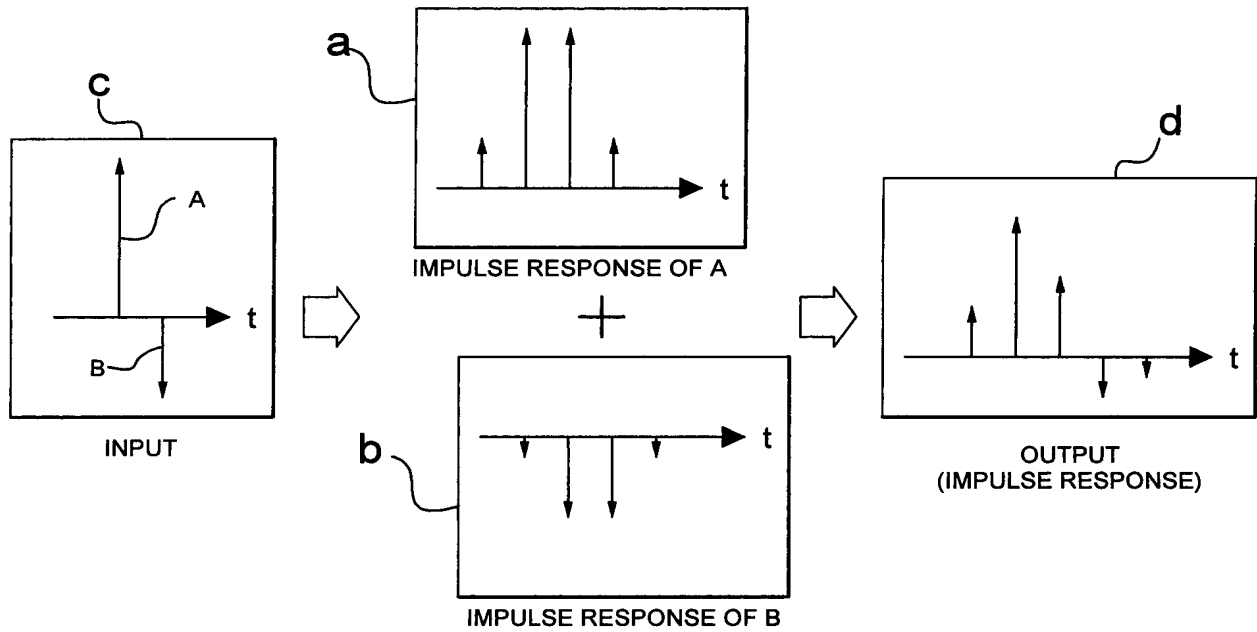 c
A
B
t
INPUT
a
t
IMPULSE RESPONSE OF A
+
b
t
IMPULSE RESPONSE OF B
d
t
OUTPUT
(IMPULSE RESPONSE)